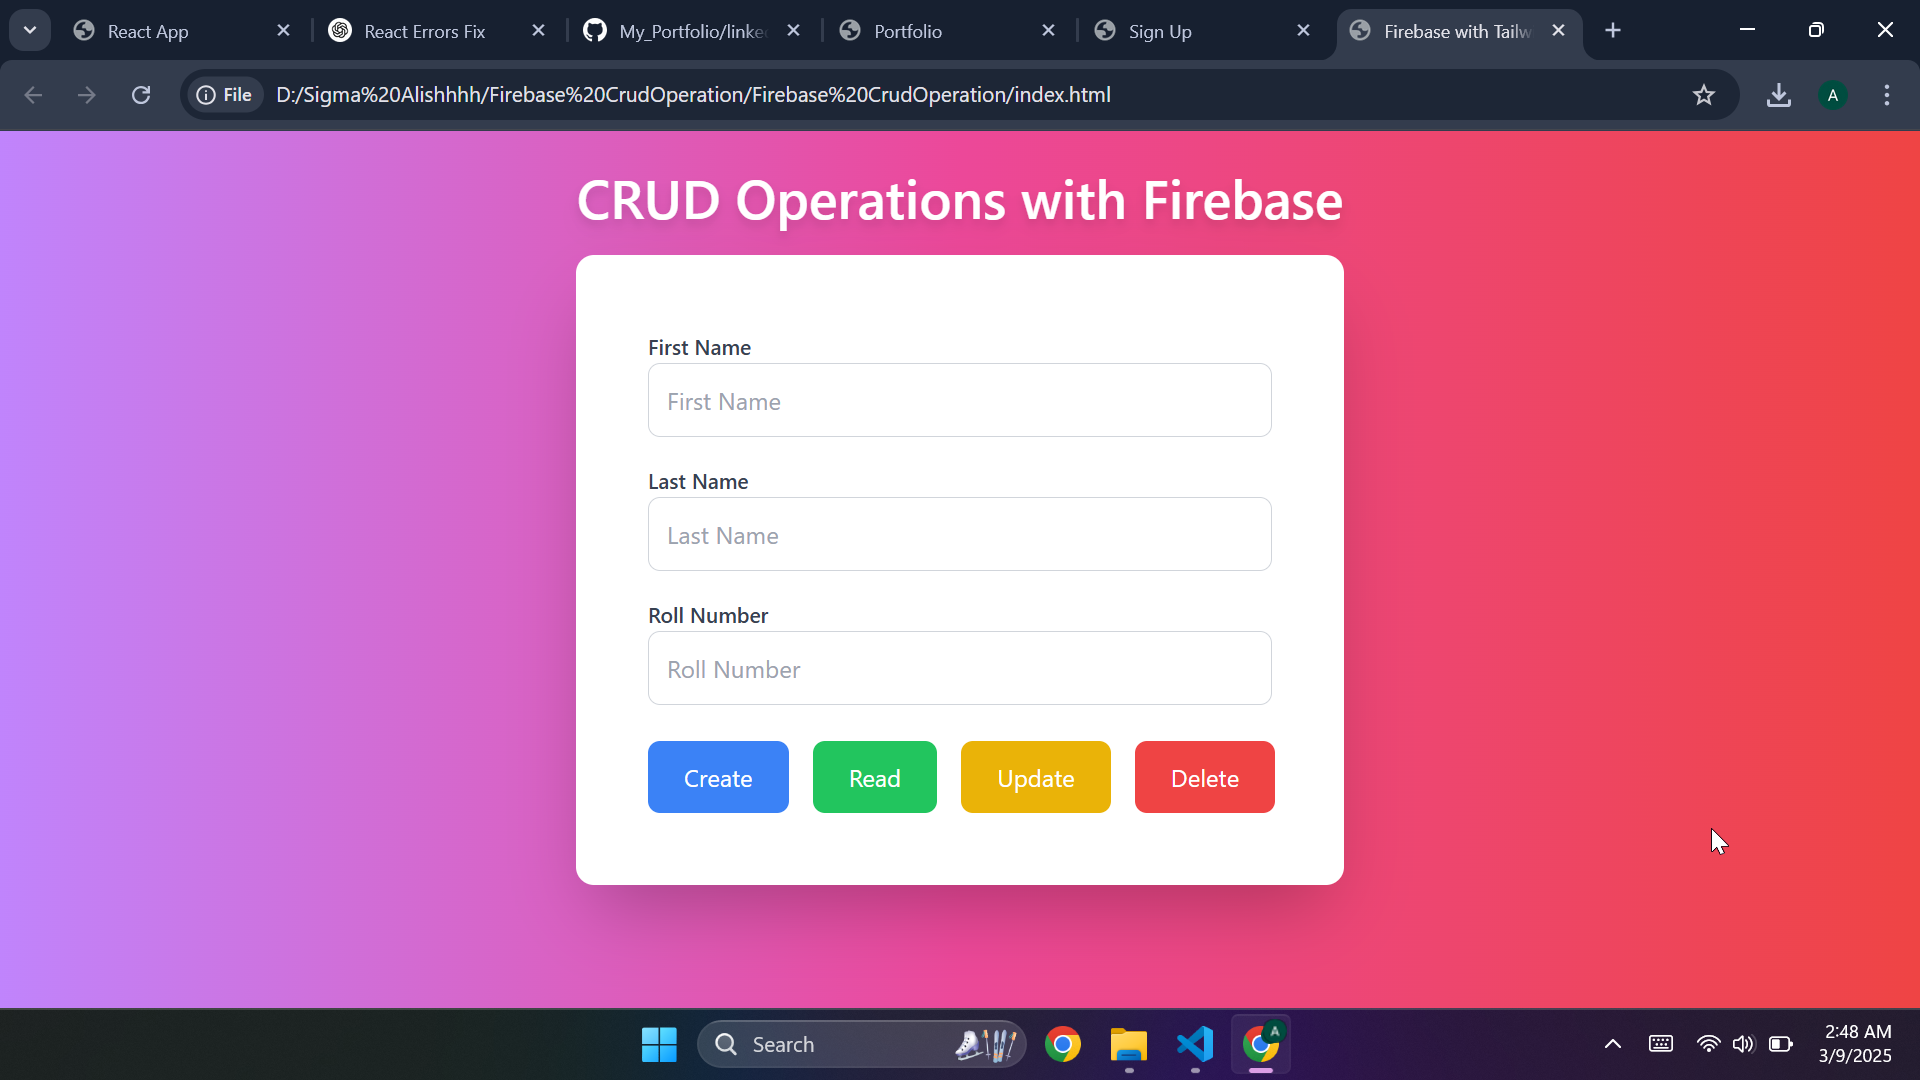 React App
React Errors Fix
My_Portfolio/linke
Portfolio
Sign Up
Firebase with Tailw
File
D:/Sigma%20Alishhhh/Firebase%20CrudOperation/Firebase%20CrudOperation/index.html
A
CRUD Operations with Firebase
First Name
First Name
Last Name
Last Name
Roll Number
Roll Number
Create
Read
Update
Delete
Search
A
2:48 AM
3/9/2025